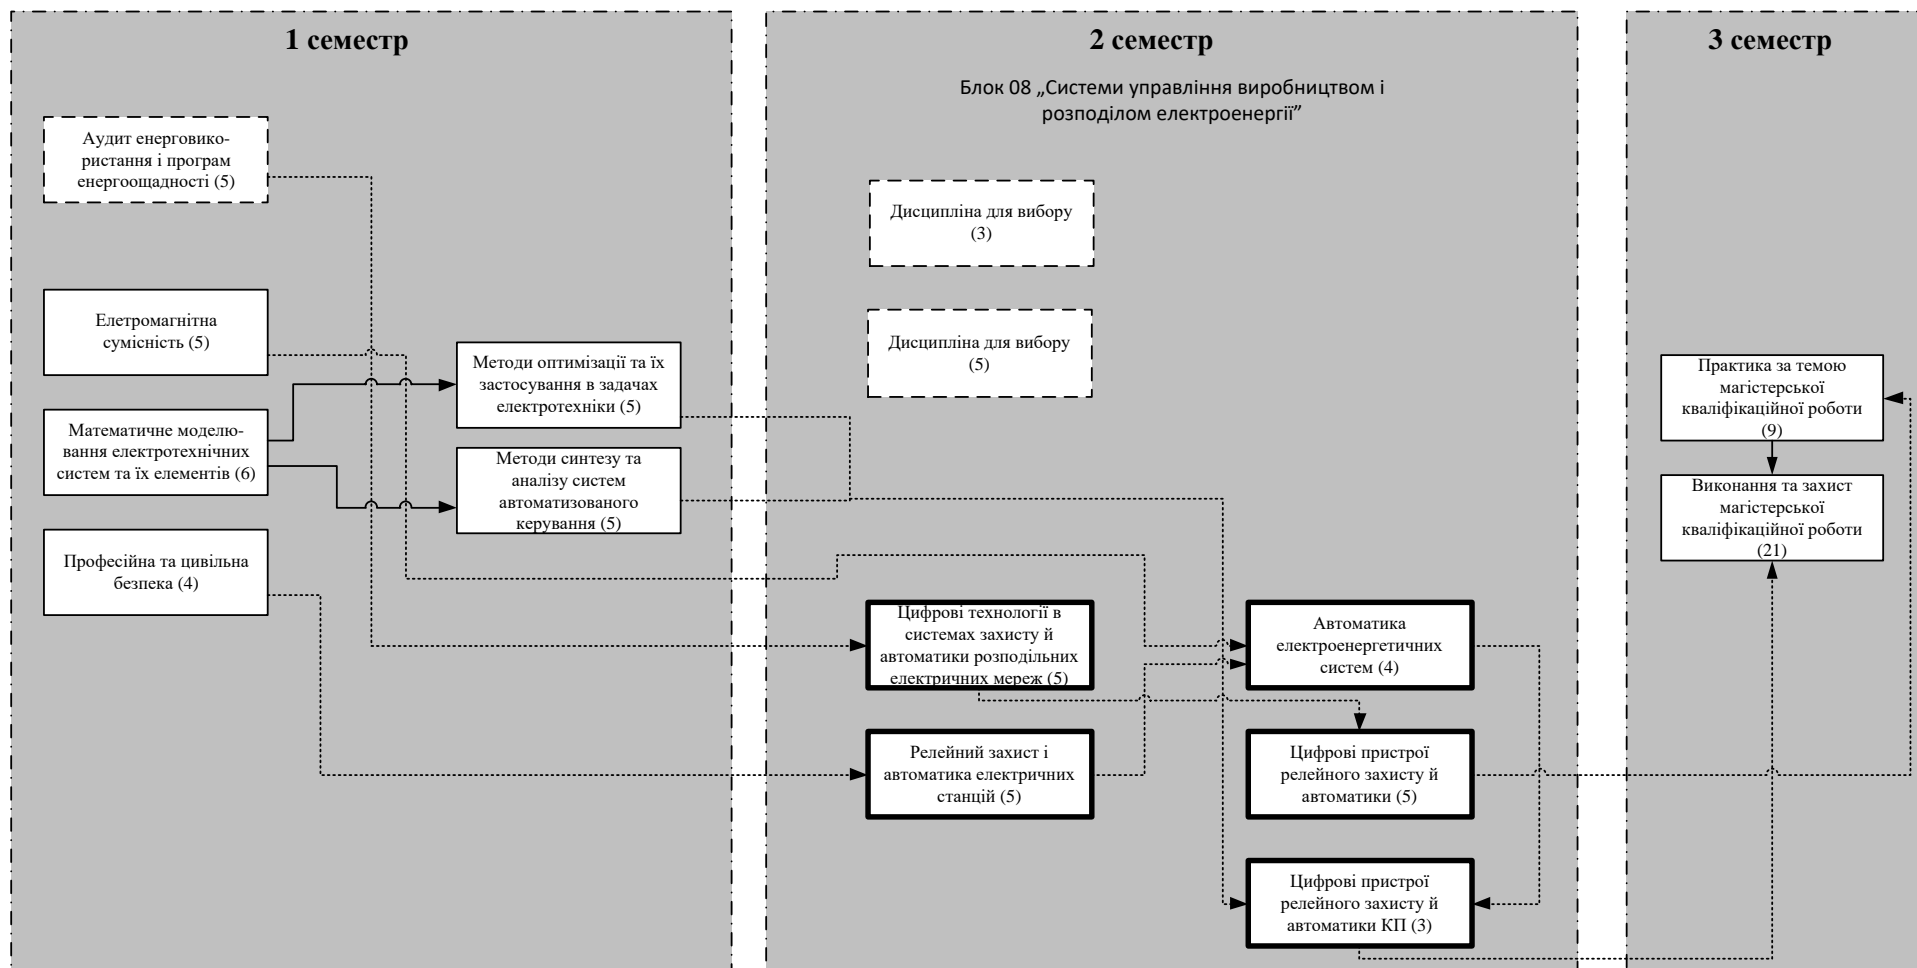 1 семестр
Аудит енерговико-
ристання і програм
енергоощадності (5)
Елетромагнітна
сумісність (5)
Математичне моделю-
вання електротехнічних
систем та їх елементів (6)
Професійна та цивільна
безпека (4)
Методи оптимізації та їх
застосування в задачах
електротехніки (5)
Методи синтезу та
аналізу систем
автоматизованого
керування (5)
2 семестр
Блок 08 „Системи управління виробництвом і
розподілом електроенергії”
Дисципліна для вибору
(3)
Дисципліна для вибору
(5)
Цифрові технології в
системах захисту й
автоматики розподільних
електричних мереж (5)
Релейний захист і
автоматика електричних
станцій (5)
Автоматика
електроенергетичних
систем (4)
Цифрові пристрої
релейного захисту й
автоматики (5)
Цифрові пристрої
релейного захисту й
автоматики КП (3)
3 семестр
Практика за темою
магістерської
кваліфікаційної роботи
(9)
Виконання та захист
магістерської
кваліфікаційної роботи
(21)